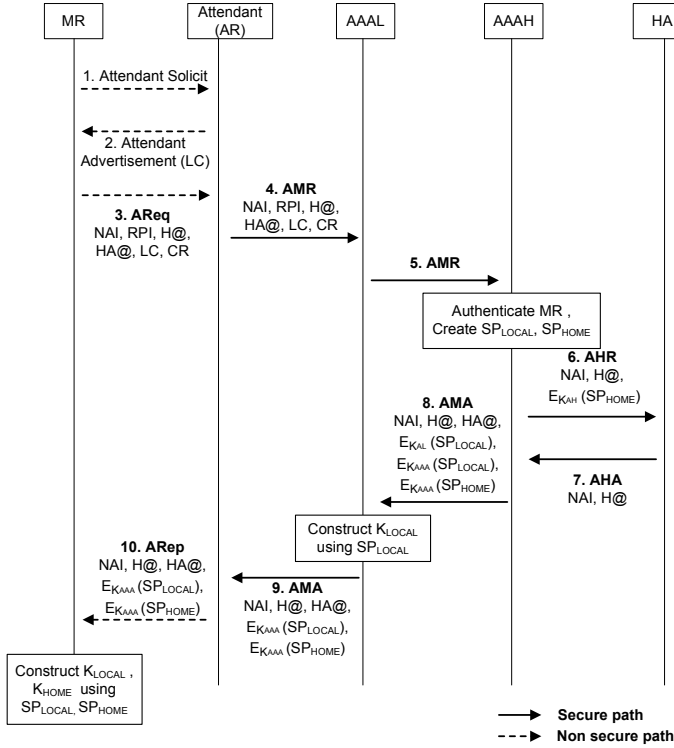 MR
Attendant
(AR)
AAAL
AAAH
HA
1. Attendant Solicit
2. Attendant
Advertisement (LC)
3. AReq
NAI, RPI, H@,
HA@, LC, CR
4. AMR
NAI, RPI, H@,
HA@, LC, CR
5. AMR
Authenticate MR ,
Create SPLOCAL, SPHOME
6. AHR
NAI, H@,
EKAH (SPHOME)
7. AHA
NAI, H@
8. AMA
NAI, H@, HA@,
EKAL (SPLOCAL),
EKAAA (SPLOCAL),
EKAAA (SPHOME)
Construct KLOCAL
using SPLOCAL
9. AMA
NAI, H@, HA@,
EKAAA (SPLOCAL),
EKAAA (SPHOME)
10. ARep
NAI, H@, HA@,
EKAAA (SPLOCAL),
EKAAA (SPHOME)
Construct KLOCAL ,
KHOME using
SPLOCAL, SPHOME
Secure path
Non secure path